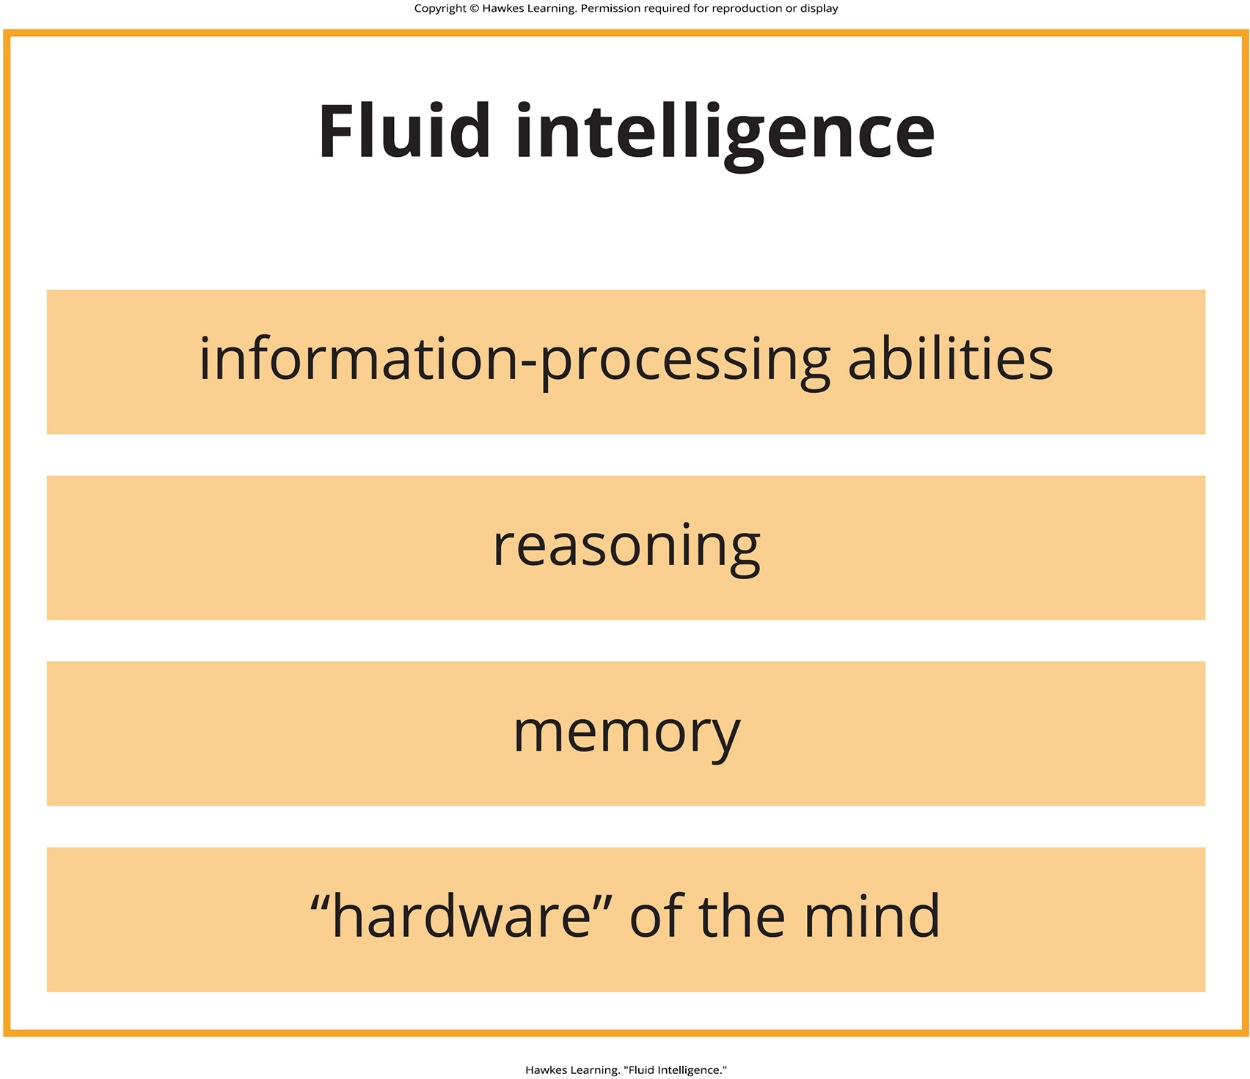 Copyright © Hawkes Learning. Permission required for reproduction or display
Fluid intelligence
information-processing abilities
reasoning
memory
“hardware” of the mind
Hawkes Learning. "Fluid Intelligence."